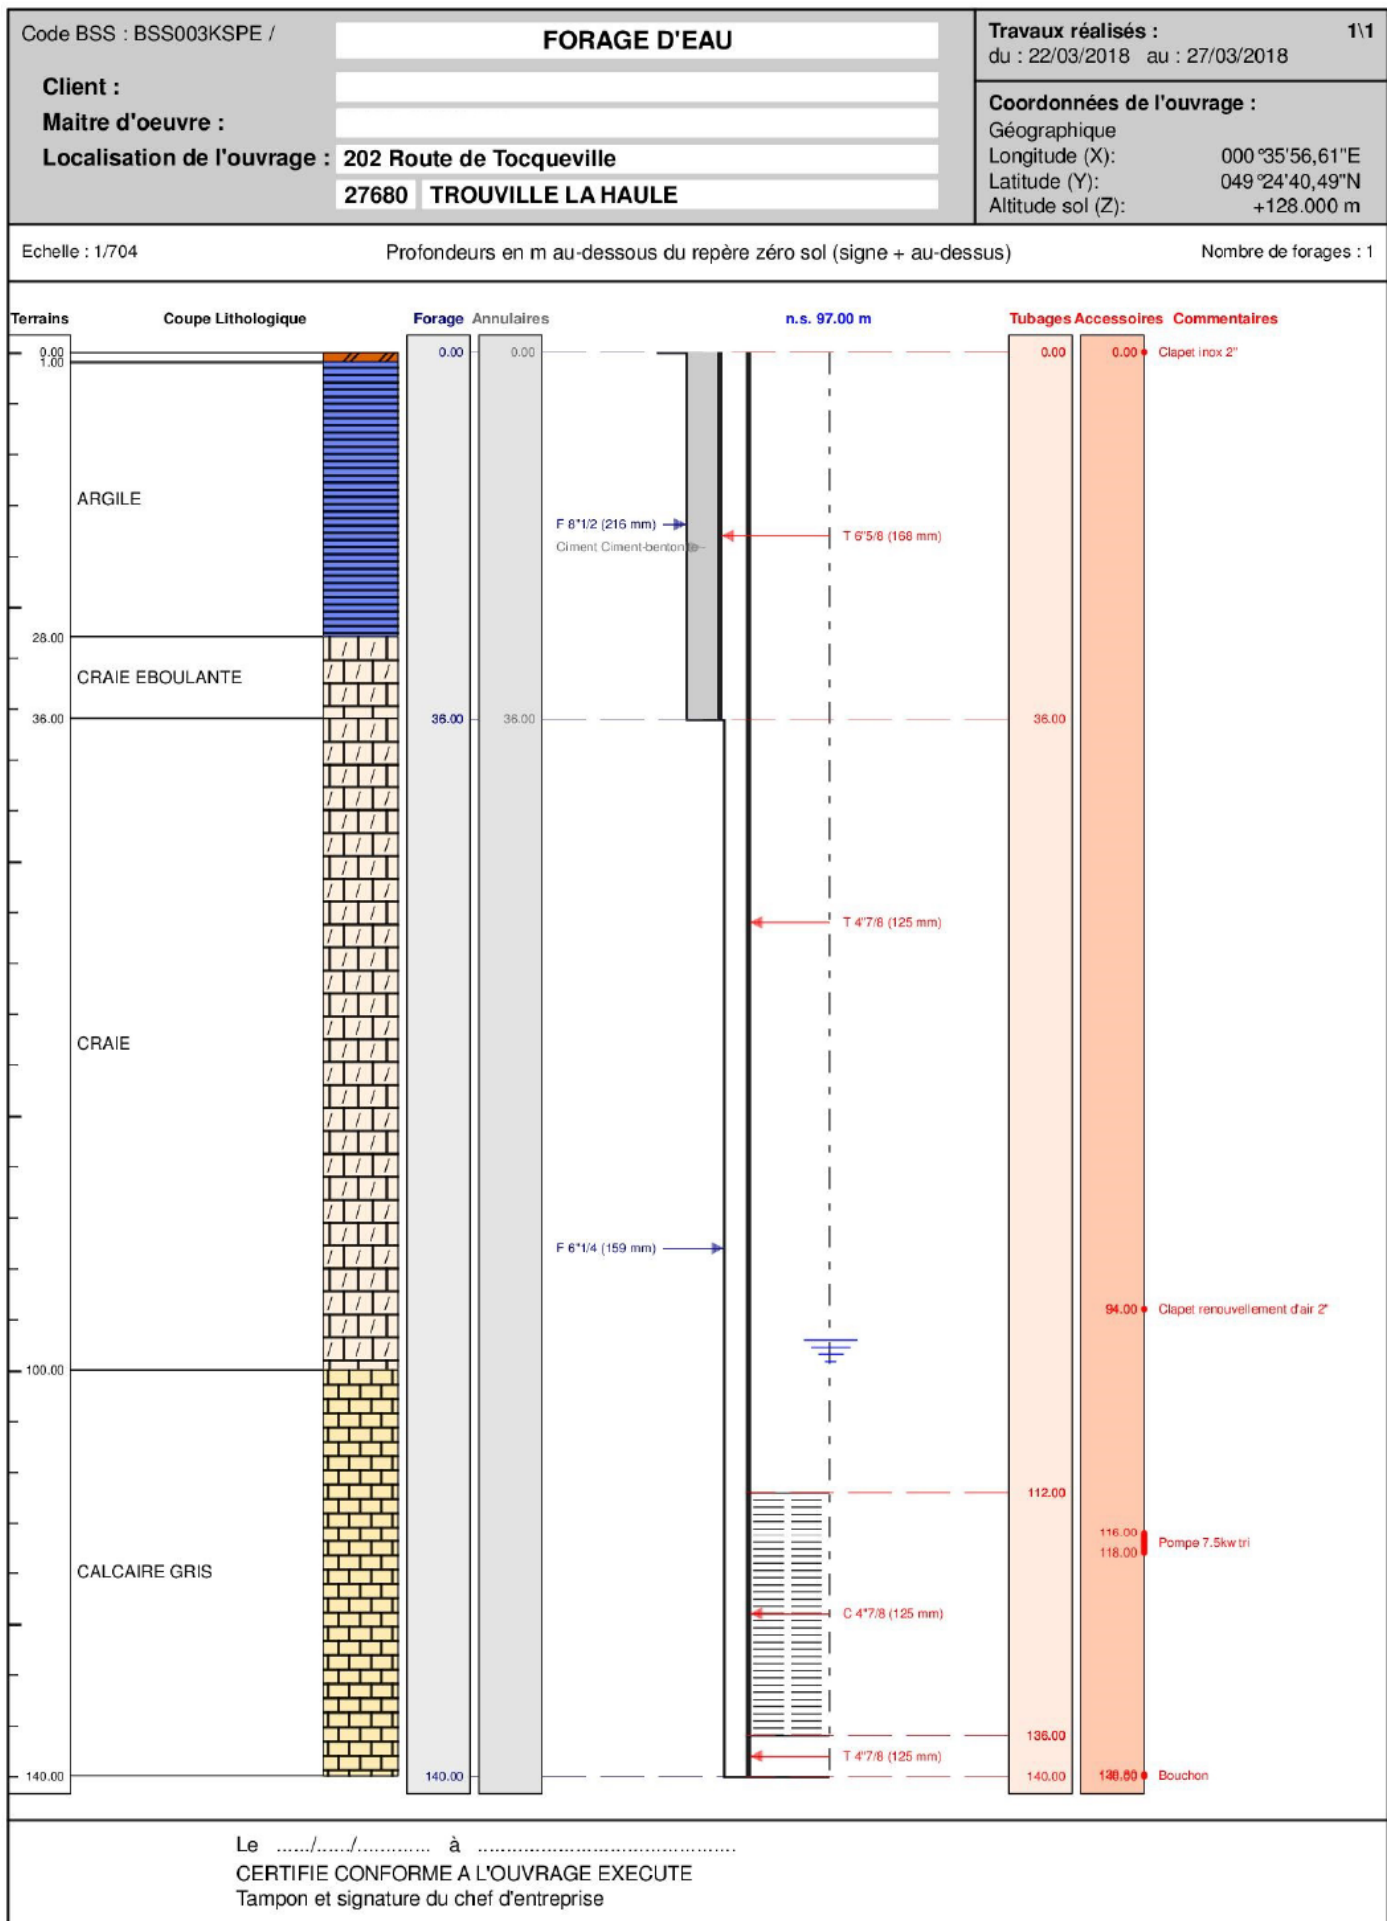 Code BSS : BSS003KSPE /
FORAGE D'EAU
Client :
Maitre d'oeuvre :
Localisation de l'ouvrage : 202 Route de Tocqueville
27680 TROUVILLE LA HAULE
Travaux réalisés : 1\1
du : 22/03/2018 au : 27/03/2018
Coordonnées de l'ouvrage :
Géographique
Longitude (X): 000°35'56,61"E
Latitude (Y): 049°24'40,49"N
Altitude sol (Z): +128.000 m
Echelle : 1/704 Profondeurs en m au-dessous du repère zéro sol (signe + au-dessus) Nombre de forages : 1
Terrains Coupe Lithologique Forage Annulaires n.s. 97.00 m Tubages Accessoires Commentaires
0.00 0.00 0.00 0.00 0.00 Clapet inox 2"
1.00
ARGILE
F 8"1/2 (216 mm) T 6"5/8 (168 mm)
Ciment Ciment-bentonite
28.00
CRAIE EBOULANTE
36.00 36.00 36.00 36.00
T 4"7/8 (125 mm)
CRAIE
F 6"1/4 (159 mm)
94.00 Clapet renouvellement d'air 2"
100.00
112.00
116.00
Pompe 7.5kw tri
118.00
CALCAIRE GRIS
C 4"7/8 (125 mm)
136.00
T 4"7/8 (125 mm)
140.00 140.00 140.00 Bouchon
Le ....../....../............. à .............................................
CERTIFIE CONFORME A L'OUVRAGE EXECUTE
Tampon et signature du chef d'entreprise